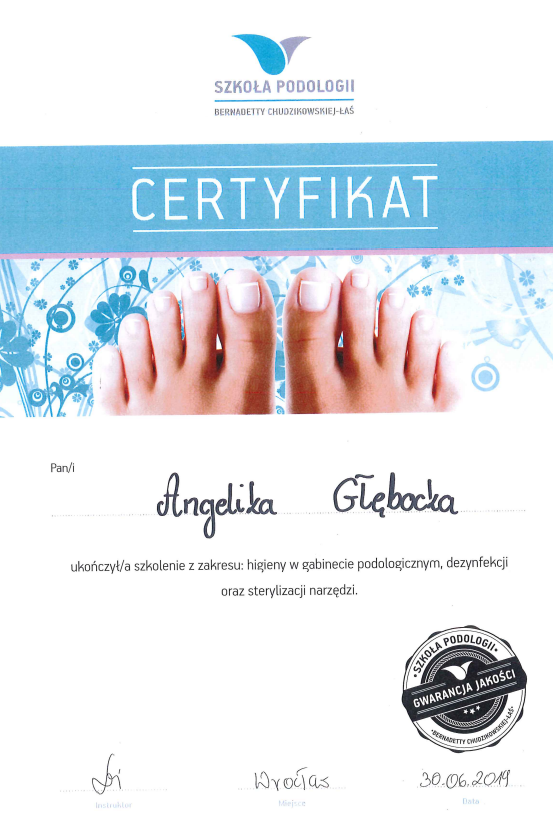 SZKOŁA PODOLOGII
BERNADETTY CHUDZIKOWSKIEJ-ŁAŚ
CERTYFIKAT
Pan/i
Angelika Głębocka
ukończył/a szkolenie z zakresu: higieny w gabinecie podologicznym, dezynfekcji
oraz sterylizacji narzędzi.
•SZKOŁA PODOLOGII•
GWARANCJA JAKOŚCI
•BERNADETTY CHUDZIKOWSKIEJ-ŁAŚ•
Wrocław 30.06.2019
Instruktor Miejsce Data